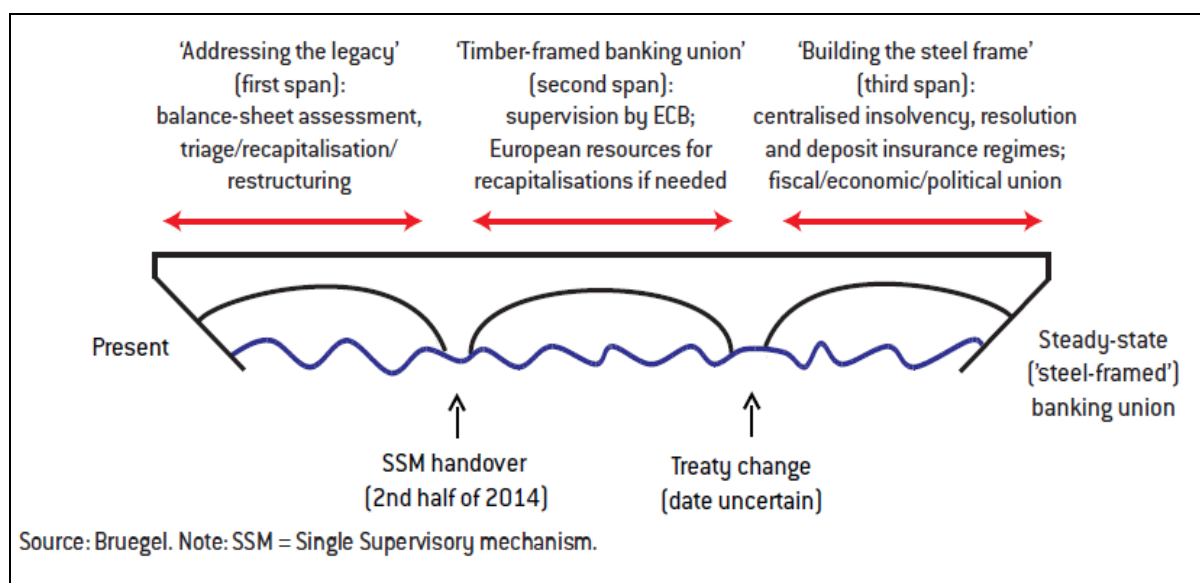 'Addressing the legacy'
(first span):
balance-sheet assessment,
triage/recapitalisation/
restructuring
'Timber-framed banking union'
(second span):
supervision by ECB;
European resources for
recapitalisations if needed
'Building the steel frame'
(third span):
centralised insolvency, resolution
and deposit insurance regimes;
fiscal/economic/political union
Present
Steady-state
('steel-framed')
banking union
SSM handover
(2nd half of 2014)
Treaty change
(date uncertain)
Source: Bruegel. Note: SSM = Single Supervisory mechanism.